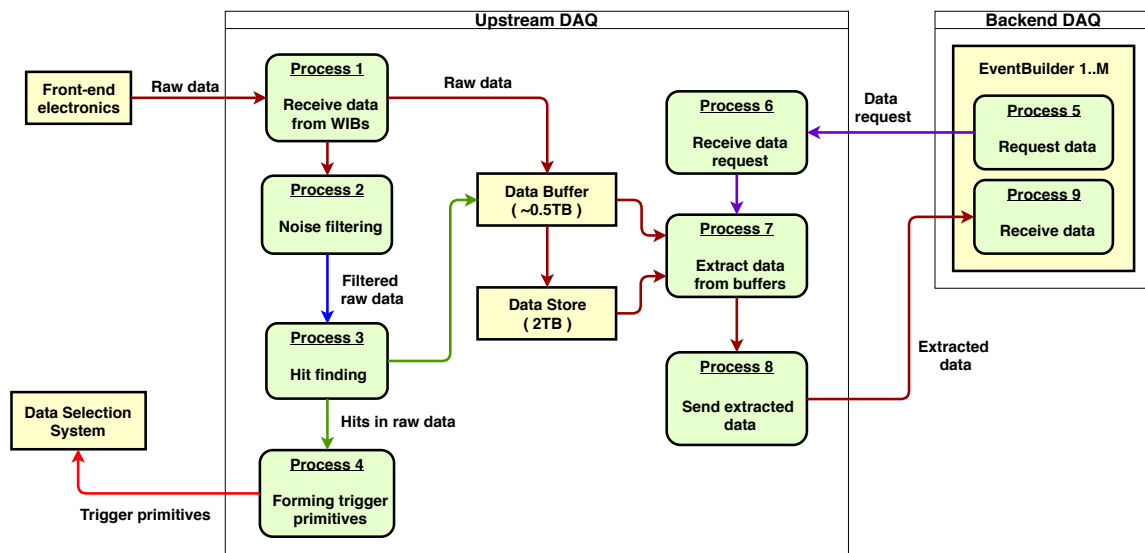 Upstream DAQ
Backend DAQ
Front-end
electronics
Raw data
Process 1
Receive data
from WIBs
Raw data
Process 2
Noise filtering
Filtered
raw data
Process 3
Hit finding
Hits in raw data
Process 4
Forming trigger
primitives
Trigger primitives
Data Selection
System
Data Buffer
( ~0.5TB )
Data Store
( 2TB )
Process 6
Receive data
request
Process 7
Extract data
from buffers
Process 8
Send extracted
data
Data
request
Extracted
data
EventBuilder 1..M
Process 5
Request data
Process 9
Receive data